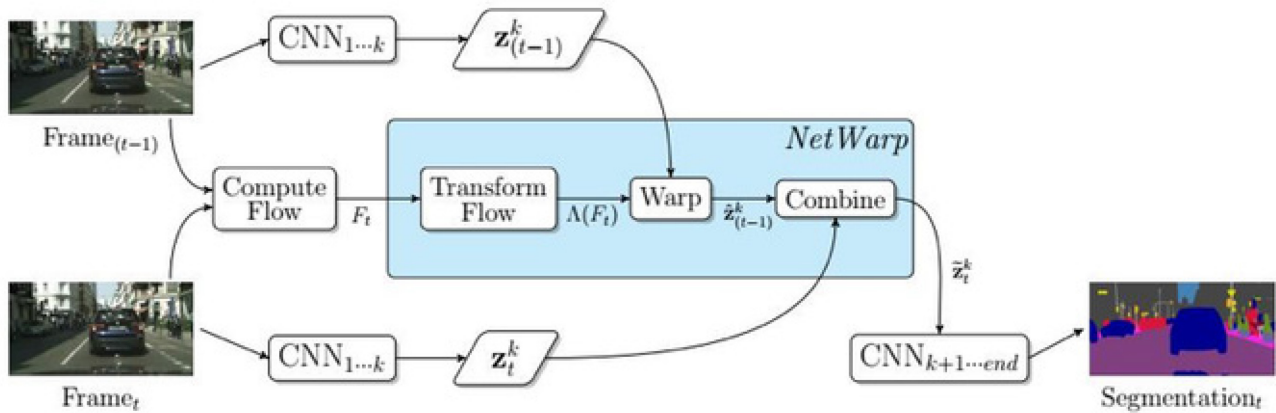 CNN₁...ₖ
z^k_(t−1)
Frame_(t−1)
NetWarp
Compute
Flow
F_t
Transform
Flow
Λ(F_t)
Warp
ẑ^k_(t−1)
Combine
z̃^k_t
CNN₁...ₖ
z^k_t
Frame_t
CNN_k+1...end
Segmentation_t